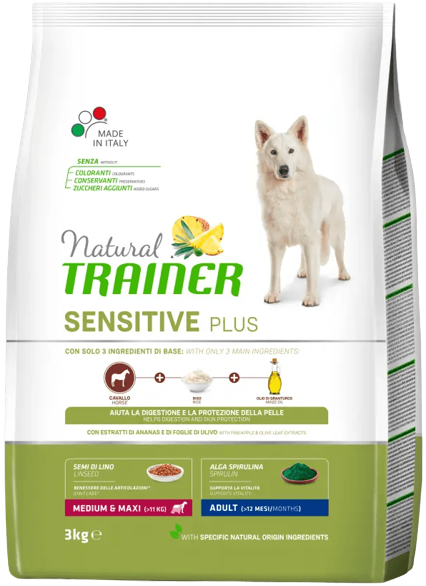 MADE
IN ITALY
SENZA WITHOUT
COLORANTI COLOURANTS
CONSERVANTI PRESERVATIVES
ZUCCHERI AGGIUNTI ADDED SUGARS
Natural
TRAINER
SENSITIVE PLUS
CON SOLO 3 INGREDIENTI DI BASE: WITH ONLY 3 MAIN INGREDIENTS:
CAVALLO + RISO + OLIO DI GRANTURCO
HORSE RICE MAIZE OIL
AIUTA LA DIGESTIONE E LA PROTEZIONE DELLA PELLE
HELPS DIGESTION AND SKIN PROTECTION
CON ESTRATTI DI ANANAS E DI FOGLIE DI ULIVO WITH PINEAPPLE & OLIVE LEAF EXTRACTS
SEMI DI LINO
LINSEED
BENESSERE DELLE ARTICOLAZIONI*
JOINT CARE*
ALGA SPIRULINA
SPIRULIN
SUPPORTA LA VITALITÀ
SUPPORTS VITALITY
MEDIUM & MAXI (>11 KG)
ADULT (>12 MESI/MONTHS)
3kg e
WITH SPECIFIC NATURAL ORIGIN INGREDIENTS